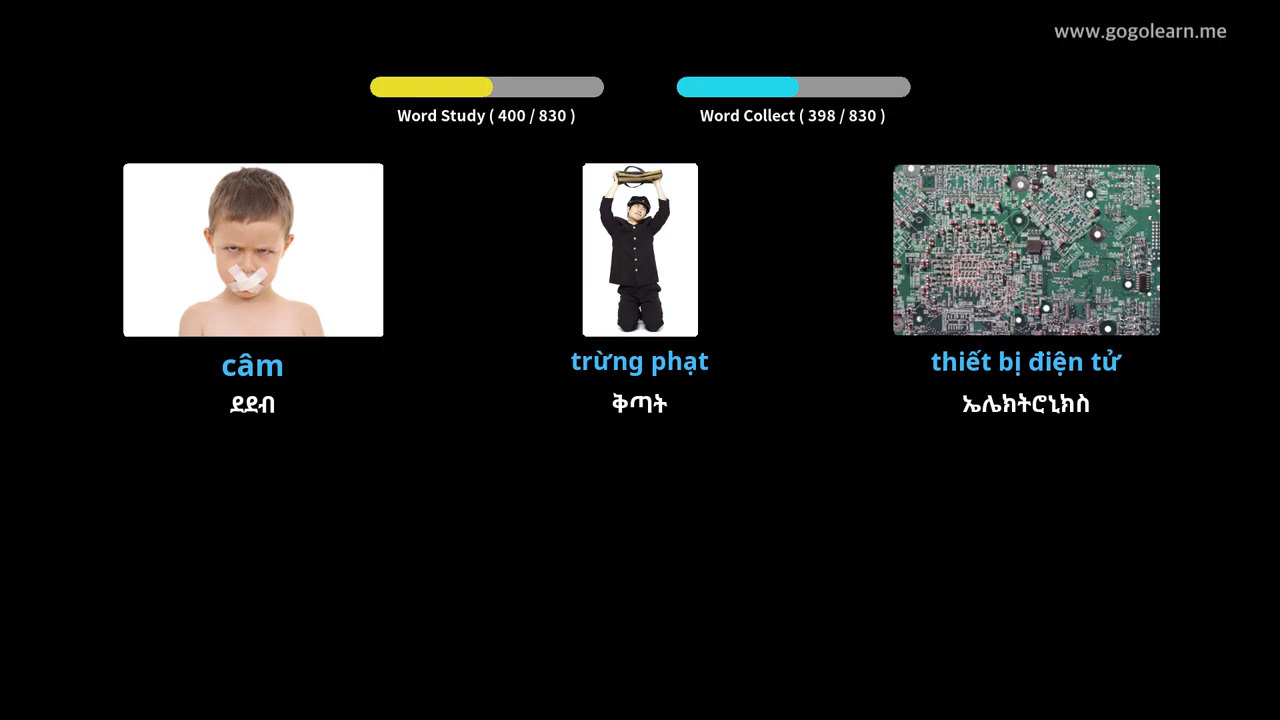 www.gogolearn.me
Word Study ( 400 / 830 )
Word Collect ( 398 / 830 )
câm
trừng phạt
thiết bị điện tử
ደደብ
ቅጣት
ኤሌክትሮኒክስ